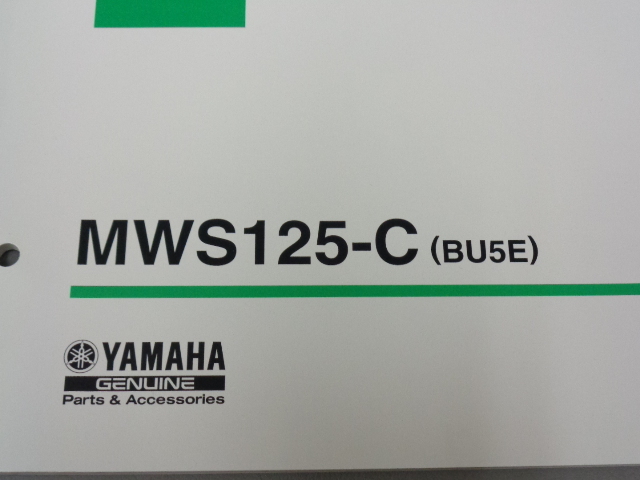 MWS125-C (BU5E)
YAMAHA
GENUINE
Parts & Accessories